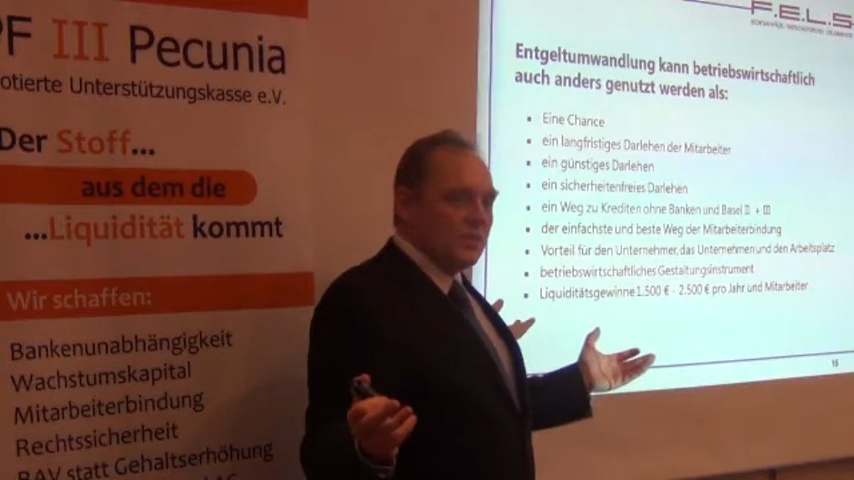 PF III Pecunia
otierte Unterstützungskasse e.V.
Der Stoff...
aus dem die
...Liquidität kommt
Wir schaffen:
Bankenunabhängigkeit
Wachstumskapital
Mitarbeiterbindung
Rechtssicherheit
BAV statt Gehaltserhöhung
F.E.L.S
Entgeltumwandlung kann betriebswirtschaftlich
auch anders genutzt werden als:
• Eine Chance
• ein langfristiges Darlehen der Mitarbeiter
• ein günstiges Darlehen
• ein sicherheitenfreies Darlehen
• ein Weg zu Krediten ohne Banken und Basel II + III
• der einfachste und beste Weg der Mitarbeiterbindung
• Vorteil für den Unternehmer, das Unternehmen und den Arbeitsplatz
• betriebswirtschaftliches Gestaltungsinstrument
• Liquiditätsgewinne 1.500 € - 2.500 € pro Jahr und Mitarbeiter